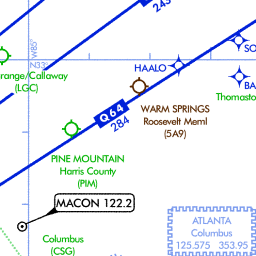 243
W85°
N33°
SO
HAALO
range/Callaway
(LGC)
BA
Thomasto
Q64
284
WARM SPRINGS
Roosevelt Meml
(5A9)
PINE MOUNTAIN
Harris County
(PIM)
MACON 122.2
ATLANTA
Columbus
125.575 353.95
Columbus
(CSG)